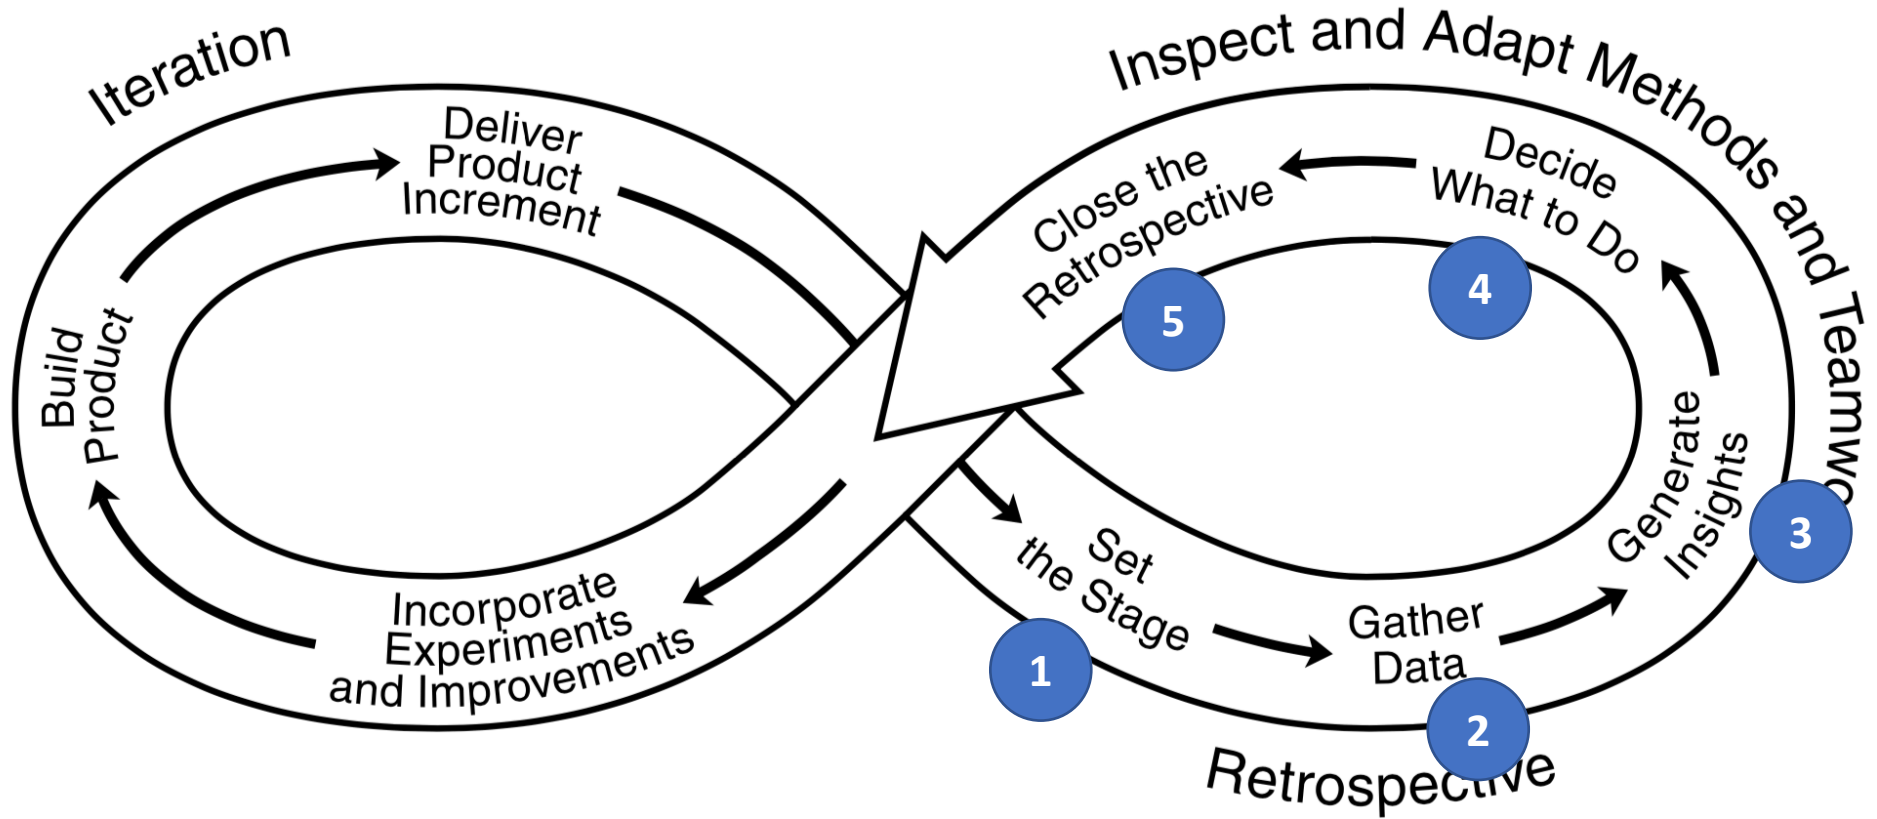 Iteration
Deliver
Product
Increment
Build
Product
Incorporate
Experiments
and Improvements
Inspect and Adapt Methods and Teamwo
Set
the Stage
1
Gather
Data
2
Generate
Insights
3
Decide
What to Do
4
Close the
Retrospective
5
Retrospective